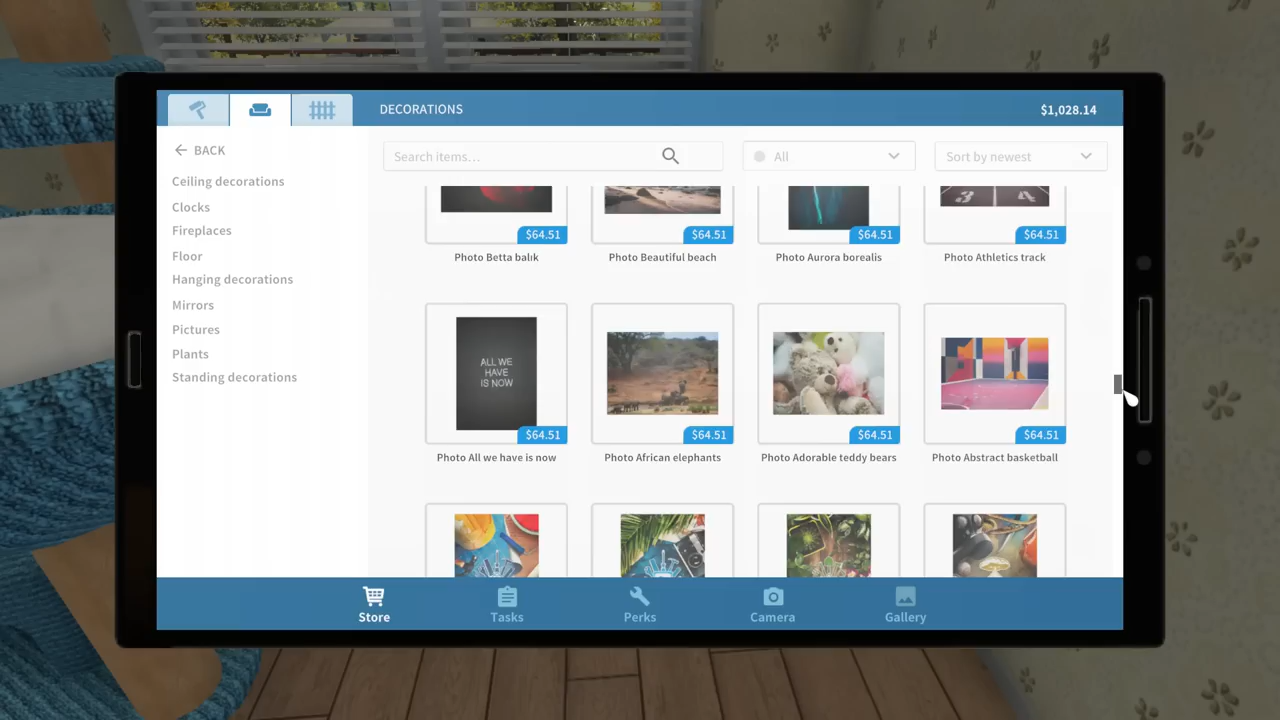 DECORATIONS
$1,028.14
BACK
Search items...
All
Sort by newest
Ceiling decorations
Clocks
Fireplaces
Floor
Hanging decorations
Mirrors
Pictures
Plants
Standing decorations
3 4
$64.51
$64.51
$64.51
$64.51
Photo Betta balık
Photo Beautiful beach
Photo Aurora borealis
Photo Athletics track
ALL WE
HAVE
IS NOW
$64.51
$64.51
$64.51
$64.51
Photo All we have is now
Photo African elephants
Photo Adorable teddy bears
Photo Abstract basketball
Store
Tasks
Perks
Camera
Gallery